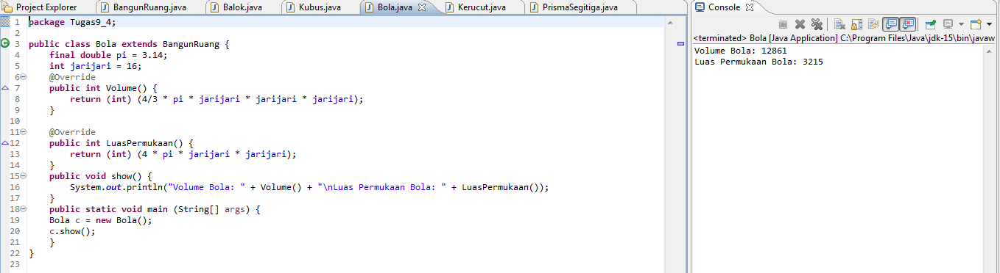 Project Explorer BangunRuang.java Balok.java Kubus.java Bola.java Kerucut.java PrismaSegitiga.java
1 package Tugas9_4;
2
3 public class Bola extends BangunRuang {
4 final double pi = 3.14;
5 int jarijari = 16;
6 @Override
7 public int Volume() {
8 return (int) (4/3 * pi * jarijari * jarijari * jarijari);
9 }
10
11 @Override
12 public int LuasPermukaan() {
13 return (int) (4 * pi * jarijari * jarijari);
14 }
15 public void show() {
16 System.out.println("Volume Bola: " + Volume() + "\nLuas Permukaan Bola: " + LuasPermukaan());
17 }
18 public static void main (String[] args) {
19 Bola c = new Bola();
20 c.show();
21 }
22 }
23
Console
<terminated> Bola [Java Application] C:\Program Files\Java\jdk-15\bin\javaw
Volume Bola: 12861
Luas Permukaan Bola: 3215